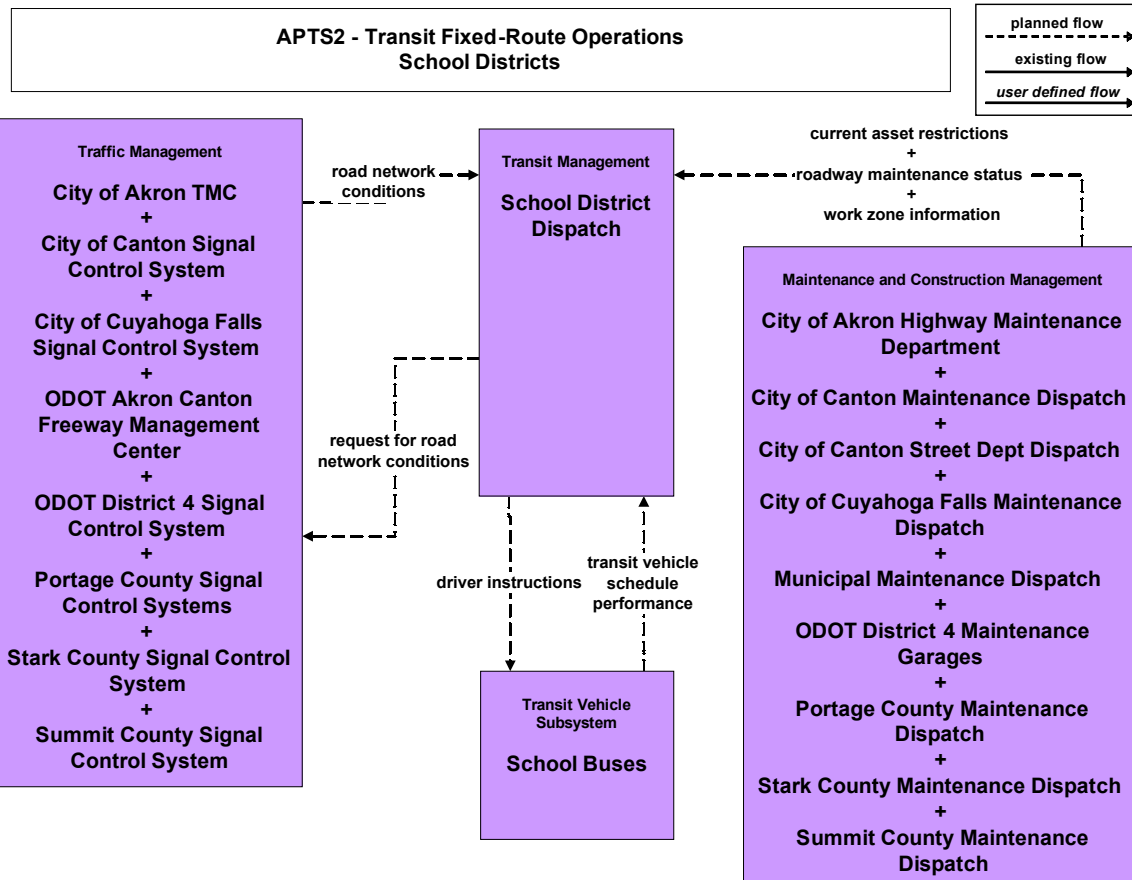 APTS2 - Transit Fixed-Route Operations
School Districts
planned flow
existing flow
user defined flow
Traffic Management
City of Akron TMC
+
City of Canton Signal
Control System
+
City of Cuyahoga Falls
Signal Control System
+
ODOT Akron Canton
Freeway Management
Center
+
ODOT District 4 Signal
Control System
+
Portage County Signal
Control Systems
+
Stark County Signal Control
System
+
Summit County Signal
Control System
road network
conditions
request for road
network conditions
Transit Management
School District
Dispatch
driver instructions
transit vehicle
schedule
performance
Transit Vehicle
Subsystem
School Buses
current asset restrictions
+
roadway maintenance status
+
work zone information
Maintenance and Construction Management
City of Akron Highway Maintenance
Department
+
City of Canton Maintenance Dispatch
+
City of Canton Street Dept Dispatch
+
City of Cuyahoga Falls Maintenance
Dispatch
+
Municipal Maintenance Dispatch
+
ODOT District 4 Maintenance
Garages
+
Portage County Maintenance
Dispatch
+
Stark County Maintenance Dispatch
+
Summit County Maintenance
Dispatch